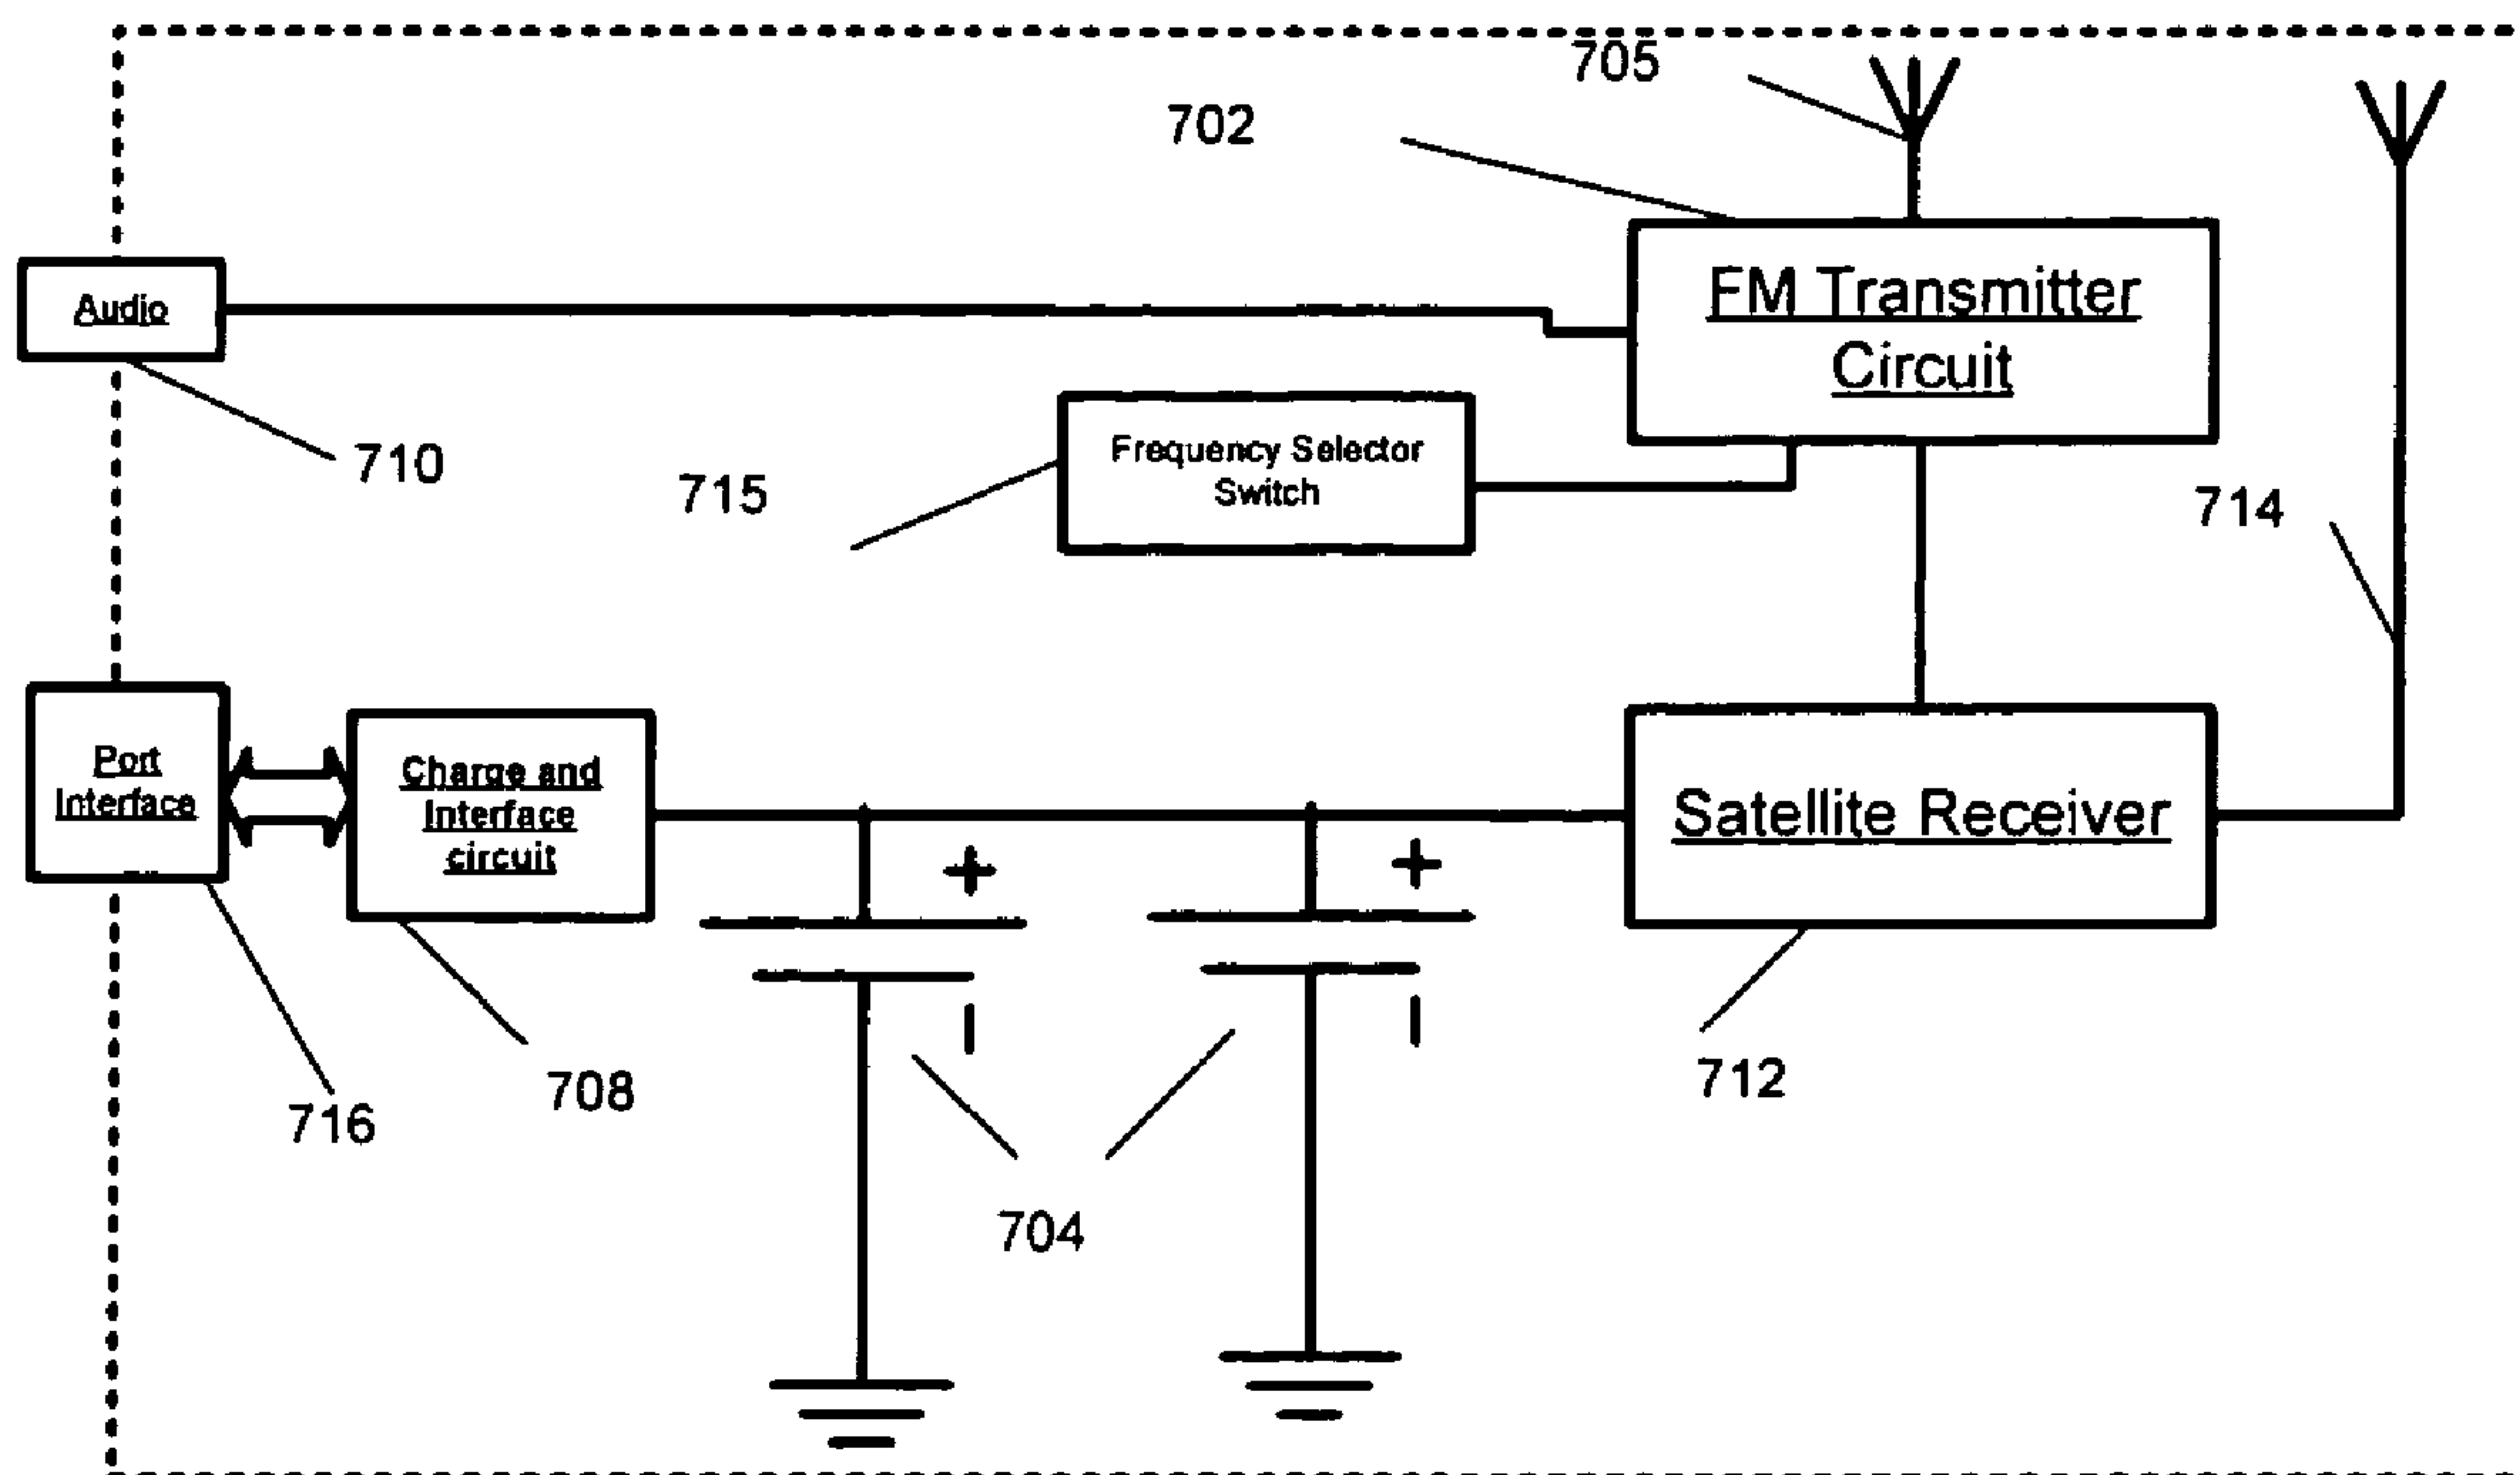 705
702
FM Transmitter
Circuit
Audio
710
Frequency Selector
Switch
715
714
Port
Interface
Charge and
Interface
circuit
+
+
Satellite Receiver
708
716
712
704